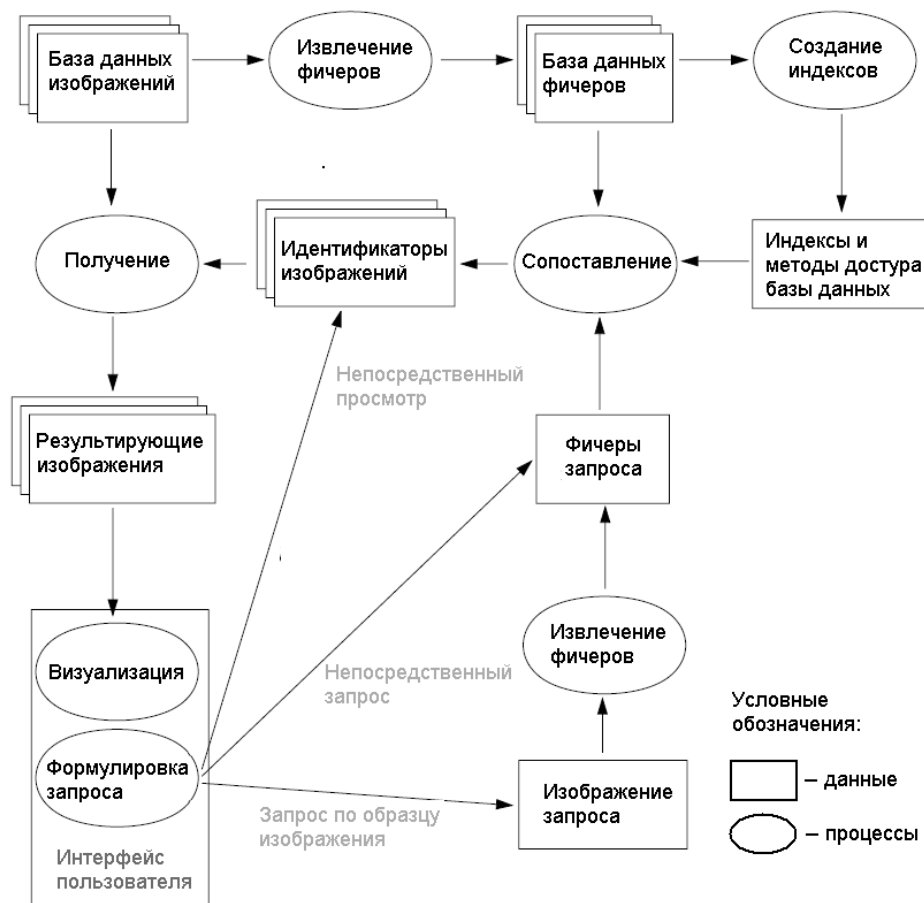 База данных
изображений
Извлечение
фичеров
База данных
фичеров
Создание
индексов
Получение
Идентификаторы
изображений
Сопоставление
Индексы и
методы достура
базы данных
Непосредственный
просмотр
Результирующие
изображения
Фичеры
запроса
Визуализация
Извлечение
фичеров
Непосредственный
запрос
Формулировка
запроса
Запрос по образцу
изображения
Изображение
запроса
Интерфейс
пользователя
Условные
обозначения:
– данные
– процессы